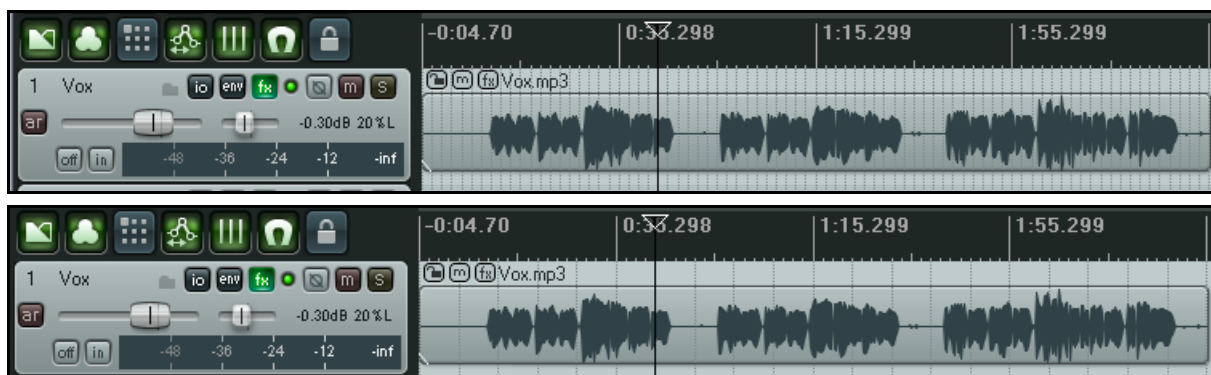 -0:04.70 0:35.298 1:15.299 1:55.299
1 Vox io env fx m S
m fx Vox.mp3
ar -0.30dB 20%L
off in -48 -36 -24 -12 -inf
-0:04.70 0:35.298 1:15.299 1:55.299
1 Vox io env fx m S
m fx Vox.mp3
ar -0.30dB 20%L
off in -48 -36 -24 -12 -inf